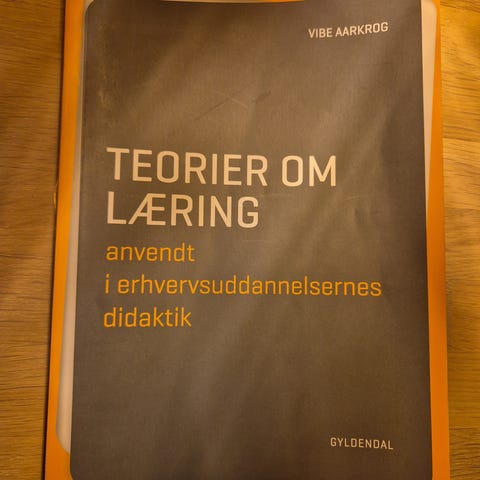 VIBE AARKROG
TEORIER OM
LÆRING
anvendt
i erhvervsuddannelsernes
didaktik
GYLDENDAL